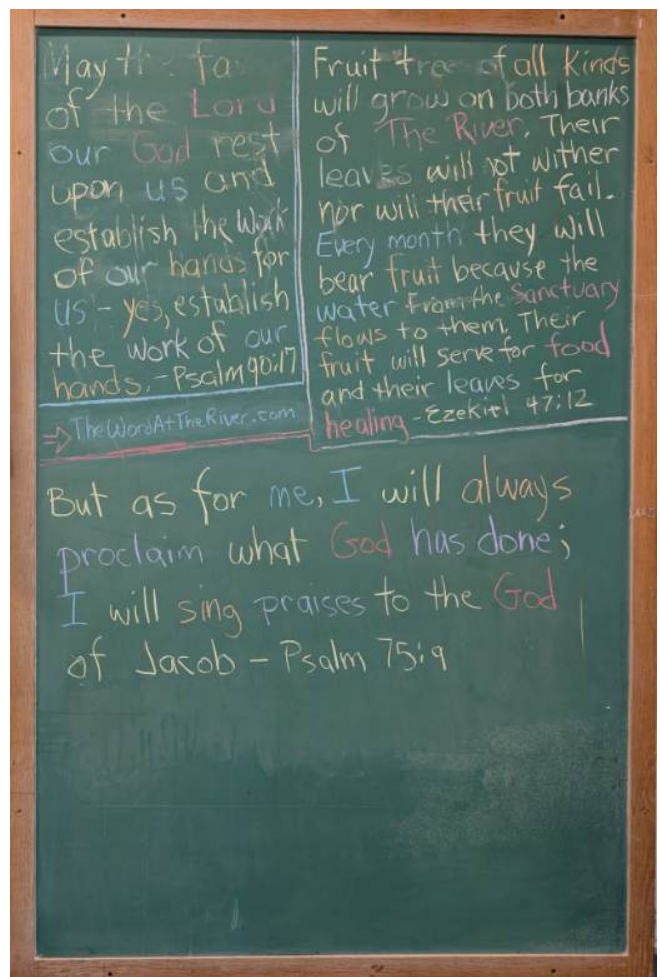 May the fa
of the Lord
our God rest
upon us and
establish the work
of our hands for
us - yes, establish
the work of our
hands. - Psalm 90:17
TheWordAtTheRiver.com
Fruit tree of all Kinds
will grow on both banks
of The River. Their
leaves will not wither
nor will their fruit fail.
Every month they will
bear fruit because the
water from the Sanctuary
flows to them. Their
fruit will serve for food
and their leaves for
healing - Ezekiel 47:12
But as for me, I will always
proclaim what God has done;
I will sing praises to the God
of Jacob - Psalm 75:9